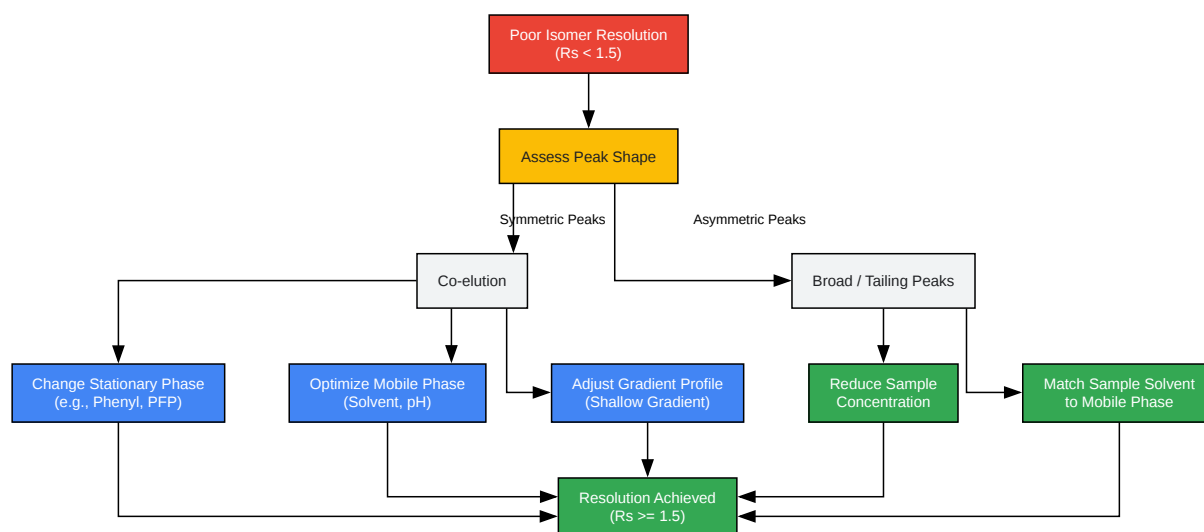 Poor Isomer Resolution
(Rs < 1.5)
Assess Peak Shape
Symmetric Peaks
Asymmetric Peaks
Co-elution
Broad / Tailing Peaks
Change Stationary Phase
(e.g., Phenyl, PFP)
Optimize Mobile Phase
(Solvent, pH)
Adjust Gradient Profile
(Shallow Gradient)
Reduce Sample
Concentration
Match Sample Solvent
to Mobile Phase
Resolution Achieved
(Rs >= 1.5)